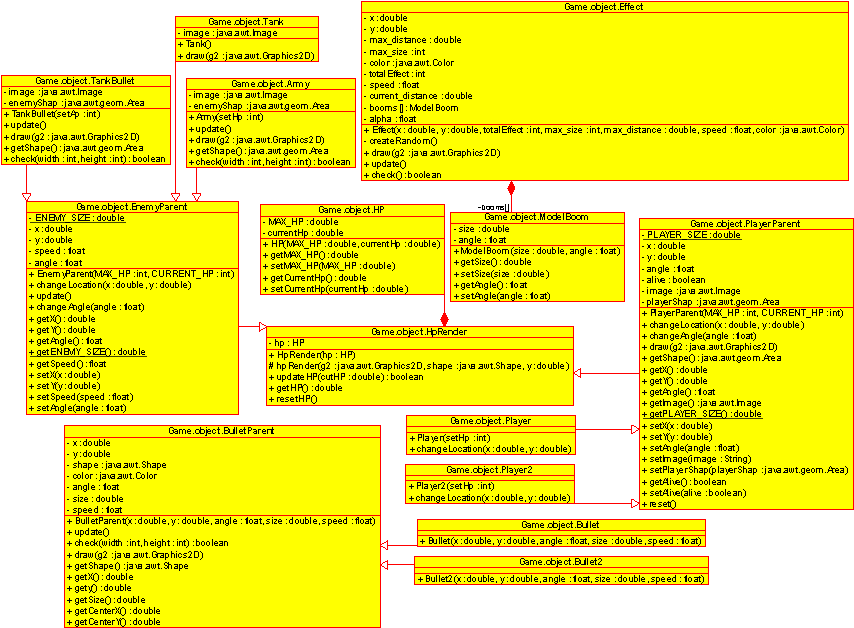 Game.object.Tank
- image : java.awt.Image
+ Tank()
+ draw(g2 : java.awt.Graphics2D)
Game.object.Effect
- x : double
- y : double
- max_distance : double
- max_size : int
- color : java.awt.Color
- totalEffect : int
- speed : float
- current_distance : double
- booms [] : ModelBoom
- alpha : float
+ Effect(x : double, y : double, totalEffect : int, max_size : int, max_distance : double, speed : float, color : java.awt.Color)
- createRandom()
+ draw(g2 : java.awt.Graphics2D)
+ update()
+ check() : boolean
Game.object.TankBullet
- image : java.awt.Image
- enemyShap : java.awt.geom.Area
+ TankBullet(setAp : int)
+ update()
+ draw(g2 : java.awt.Graphics2D)
+ getShape() : java.awt.geom.Area
+ check(width : int, height : int) : boolean
Game.object.Army
- image : java.awt.Image
- enemyShap : java.awt.geom.Area
+ Army(setHp : int)
+ update()
+ draw(g2 : java.awt.Graphics2D)
+ getShape() : java.awt.geom.Area
+ check(width : int, height : int) : boolean
Game.object.EnemyParent
- ENEMY_SIZE : double
- x : double
- y : double
- speed : float
- angle : float
+ EnemyParent(MAX_HP : int, CURRENT_HP : int)
+ changeLocation(x : double, y : double)
+ update()
+ changeAngle(angle : float)
+ getX() : double
+ getY() : double
+ getAngle() : float
+ getENEMY_SIZE() : double
+ getSpeed() : float
+ setX(x : double)
+ setY(y : double)
+ setSpeed(speed : float)
+ setAngle(angle : float)
Game.object.HP
- MAX_HP : double
- currentHp : double
+ HP(MAX_HP : double, currentHp : double)
+ getMAX_HP() : double
+ setMAX_HP(MAX_HP : double)
+ getCurrentHp() : double
+ setCurrentHp(currentHp : double)
-booms[]
Game.object.ModelBoom
- size : double
- angle : float
+ ModelBoom(size : double, angle : float)
+ getSize() : double
+ setSize(size : double)
+ getAngle() : float
+ setAngle(angle : float)
Game.object.PlayerParent
- PLAYER_SIZE : double
- x : double
- y : double
- angle : float
- alive : boolean
- image : java.awt.Image
- playerShap : java.awt.geom.Area
+ PlayerParent(MAX_HP : int, CURRENT_HP : int)
+ changeLocation(x : double, y : double)
+ changeAngle(angle : float)
+ draw(g2 : java.awt.Graphics2D)
+ getShape() : java.awt.geom.Area
+ getX() : double
+ getY() : double
+ getAngle() : float
+ getImage() : java.awt.Image
+ getPLAYER_SIZE() : double
+ setX(x : double)
+ setY(y : double)
+ setAngle(angle : float)
+ setImage(image : String)
+ setPlayerShap(playerShap : java.awt.geom.Area)
+ getAlive() : boolean
+ setAlive(alive : boolean)
+ reset()
Game.object.HpRender
- hp : HP
+ HpRender(hp : HP)
# hpRender(g2 : java.awt.Graphics2D, shape : java.awt.Shape, y : double)
+ updateHP(cutHP : double) : boolean
+ getHP() : double
+ resetHP()
Game.object.Player
+ Player(setHp : int)
+ changeLocation(x : double, y : double)
Game.object.Player2
+ Player2(setHp : int)
+ changeLocation(x : double, y : double)
Game.object.BulletParent
- x : double
- y : double
- shape : java.awt.Shape
- color : java.awt.Color
- angle : float
- size : double
- speed : float
+ BulletParent(x : double, y : double, angle : float, size : double, speed : float)
+ update()
+ check(width : int, height : int) : boolean
+ draw(g2 : java.awt.Graphics2D)
+ getShape() : java.awt.Shape
+ getX() : double
+ gety() : double
+ getSize() : double
+ getCenterX() : double
+ getCenterY() : double
Game.object.Bullet
+ Bullet(x : double, y : double, angle : float, size : double, speed : float)
Game.object.Bullet2
+ Bullet2(x : double, y : double, angle : float, size : double, speed : float)